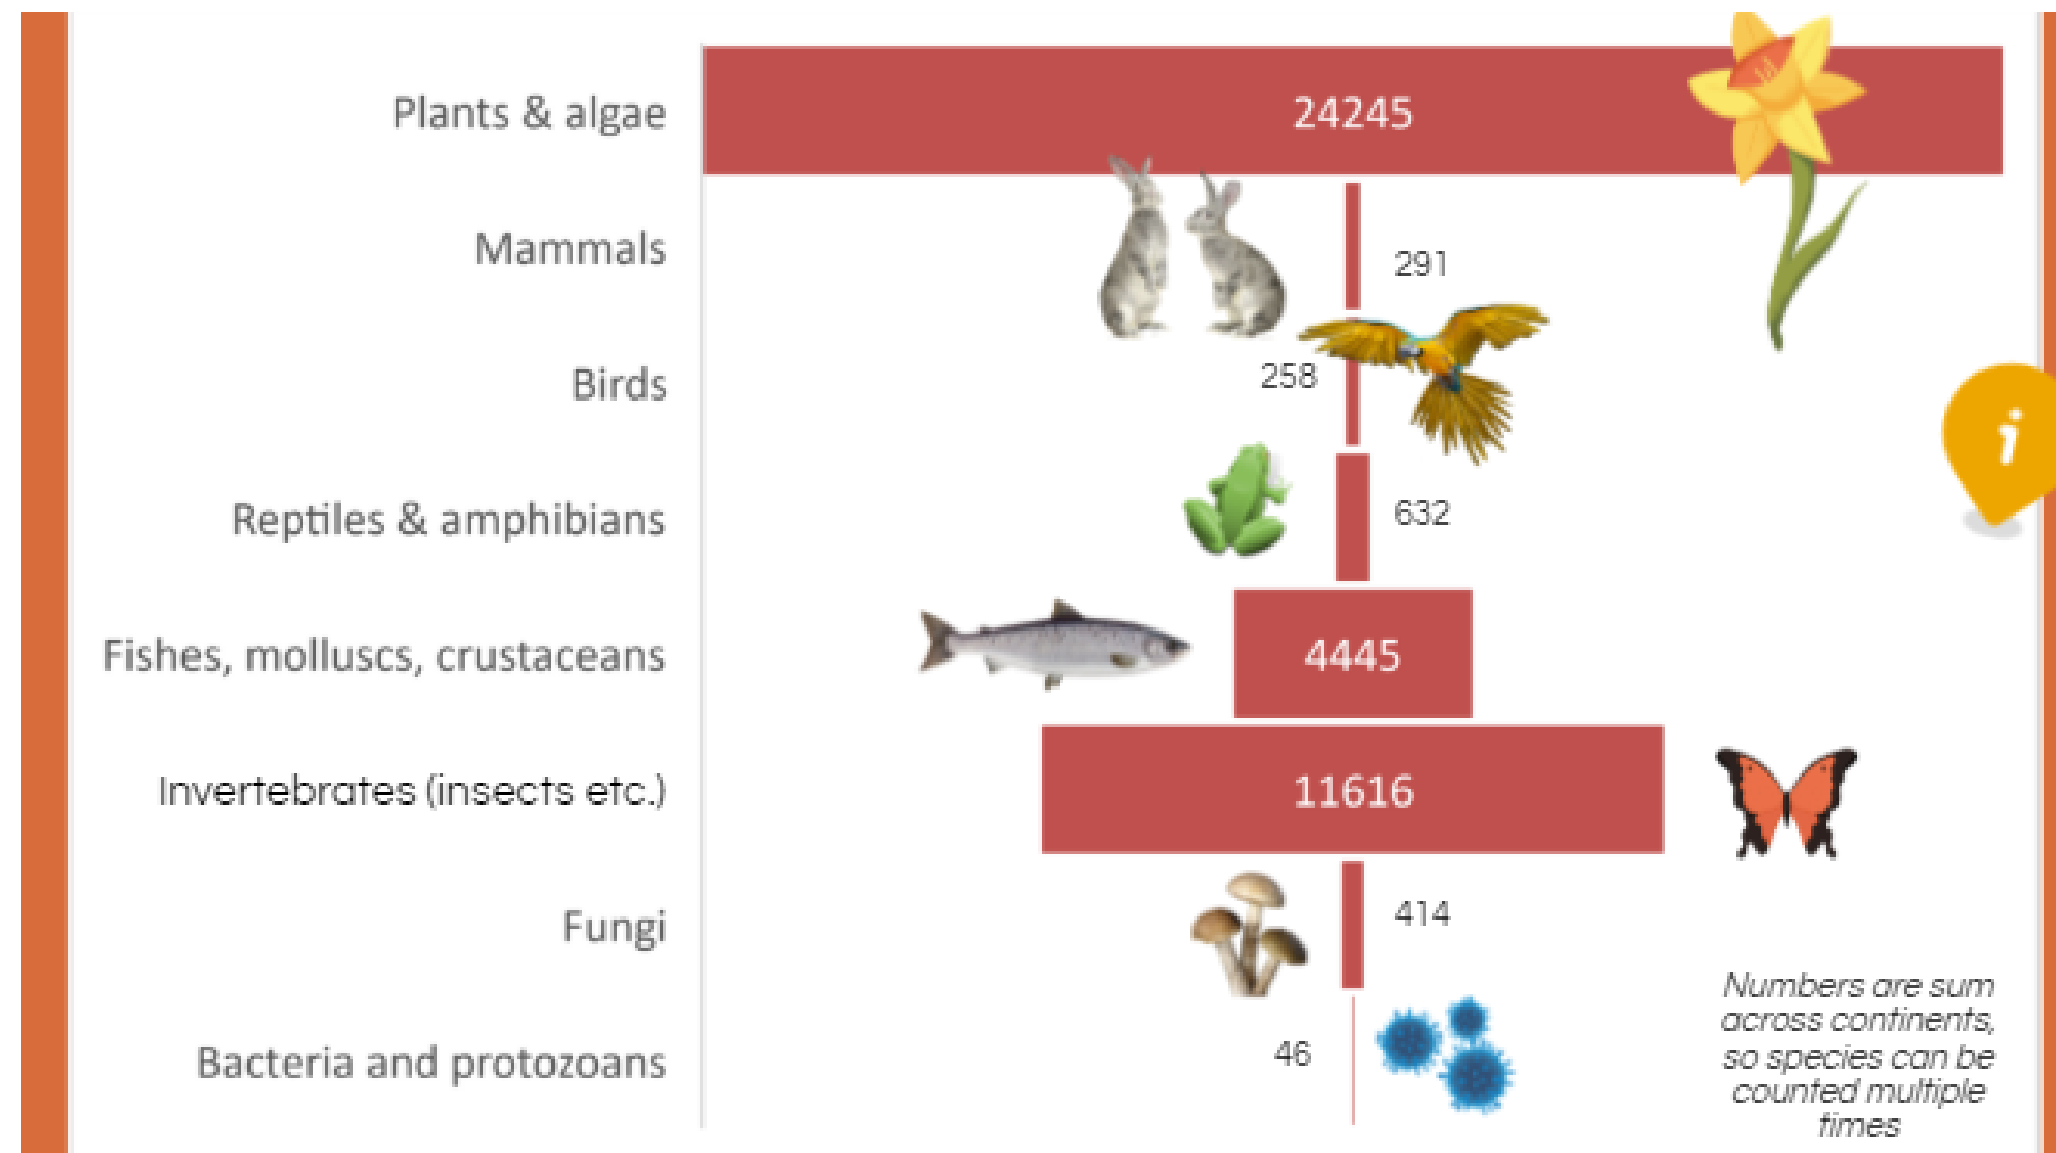 Plants & algae
24245
Mammals
291
Birds
258
Reptiles & amphibians
632
Fishes, molluscs, crustaceans
4445
Invertebrates (insects etc.)
11616
Fungi
414
Bacteria and protozoans
46
i
Numbers are sum
across continents,
so species can be
counted multiple
times